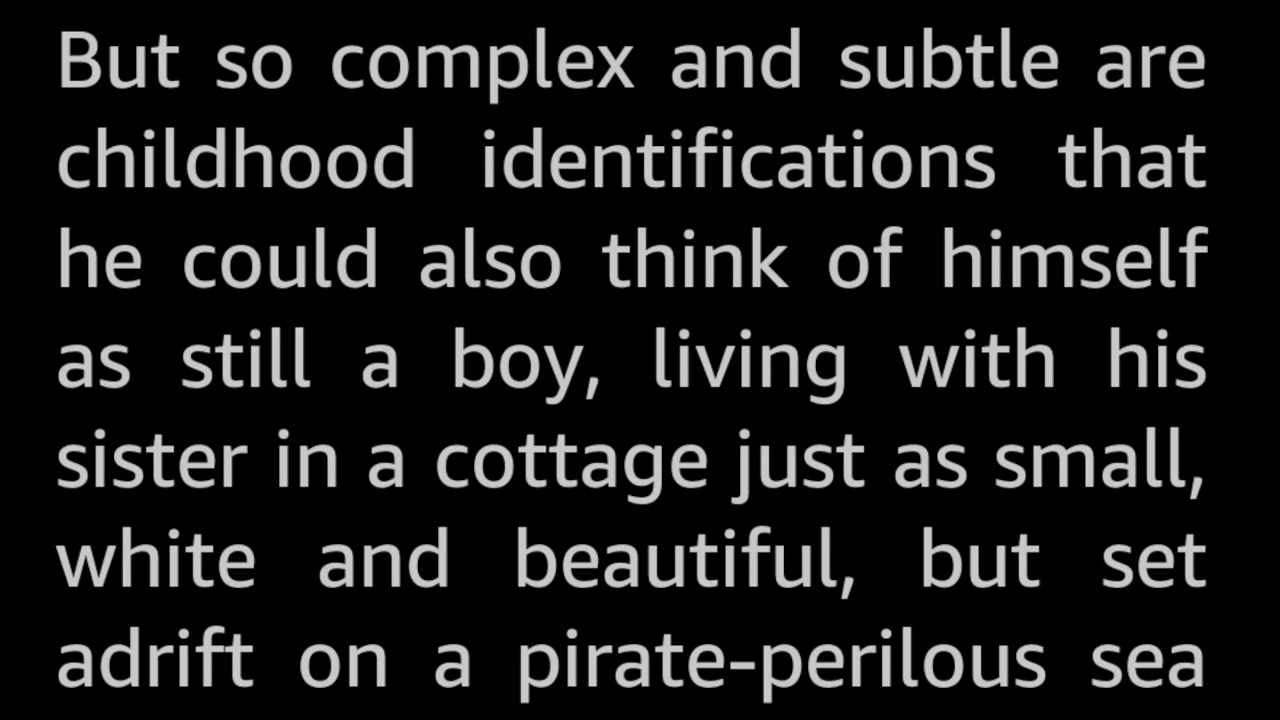 But so complex and subtle are
childhood identifications that
he could also think of himself
as still a boy, living with his
sister in a cottage just as small,
white and beautiful, but set
adrift on a pirate-perilous sea